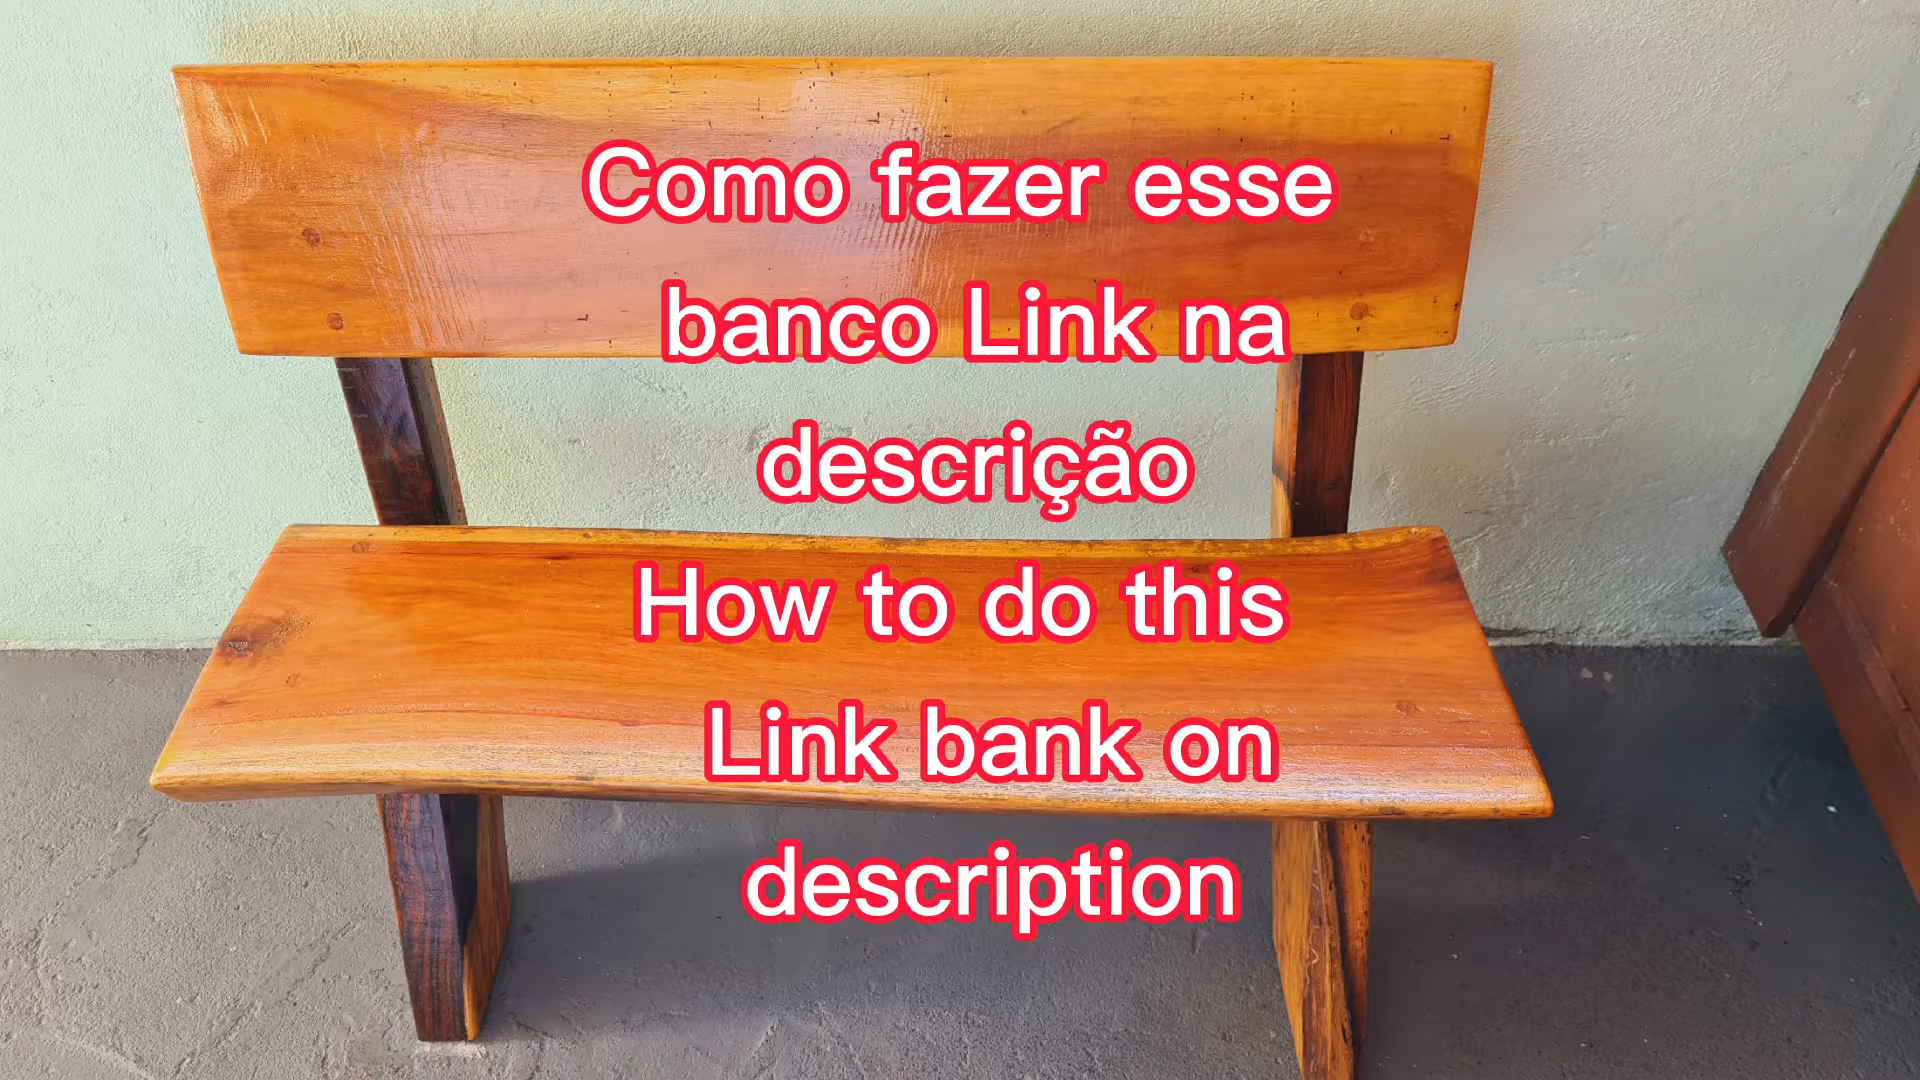 Como fazer esse
banco Link na
descrição
How to do this
Link bank on
description